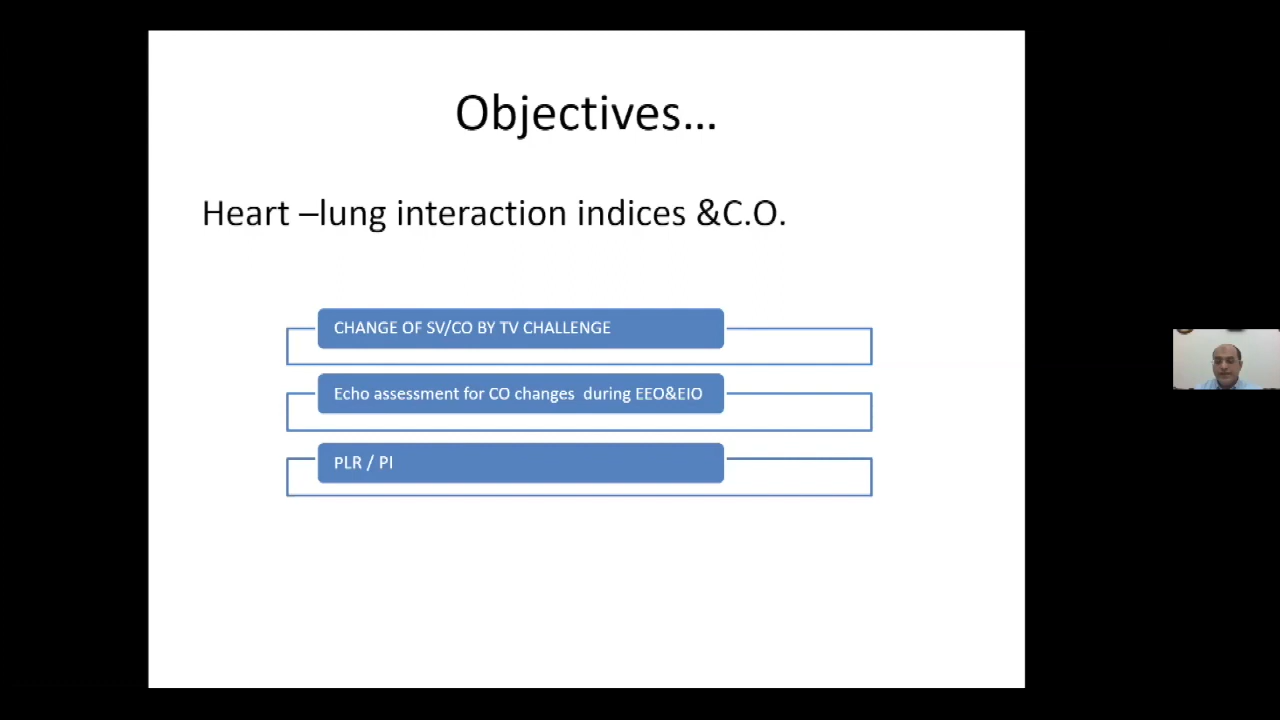 Objectives...
Heart –lung interaction indices &C.O.
CHANGE OF SV/CO BY TV CHALLENGE
Echo assessment for CO changes during EEO&EIO
PLR / PI